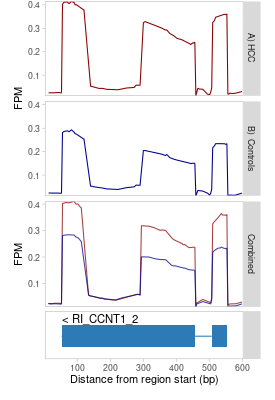 0.4
0.3
0.2
0.1
FPM
A) HCC
0.4
0.3
0.2
0.1
B) Controls
0.4
0.3
0.2
0.1
FPM
Combined
< RI_CCNT1_2
100 200 300 400 500 600
Distance from region start (bp)